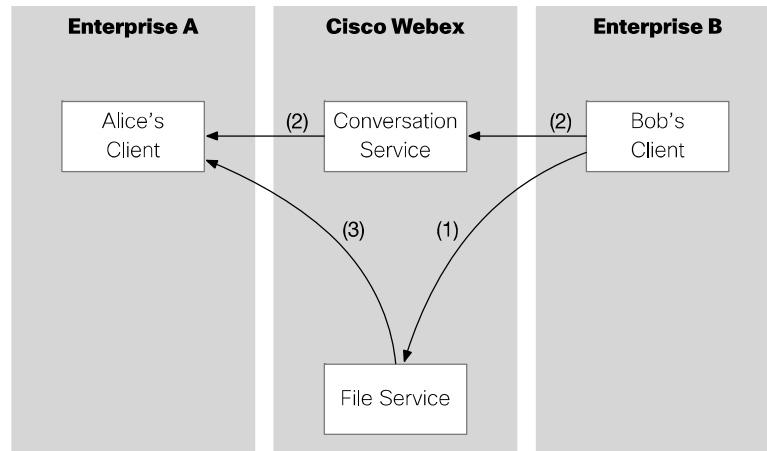 Enterprise A
Cisco Webex
Enterprise B
Alice's
Client
(2)
Conversation
Service
(2)
Bob's
Client
(3)
(1)
File Service